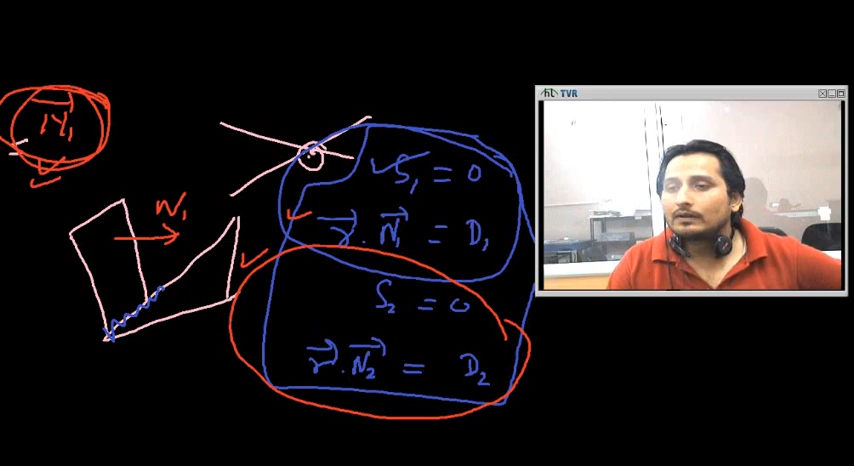 TVR
N₁
S₁ = 0
r⃗ . N⃗₁ = D₁
S₂ = 0
r⃗ . N⃗₂ = D₂